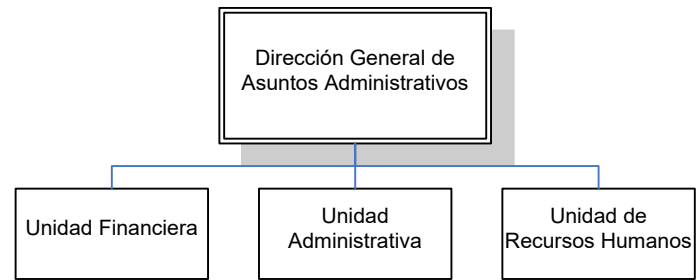 Dirección General de
Asuntos Administrativos
Unidad Financiera
Unidad
Administrativa
Unidad de
Recursos Humanos